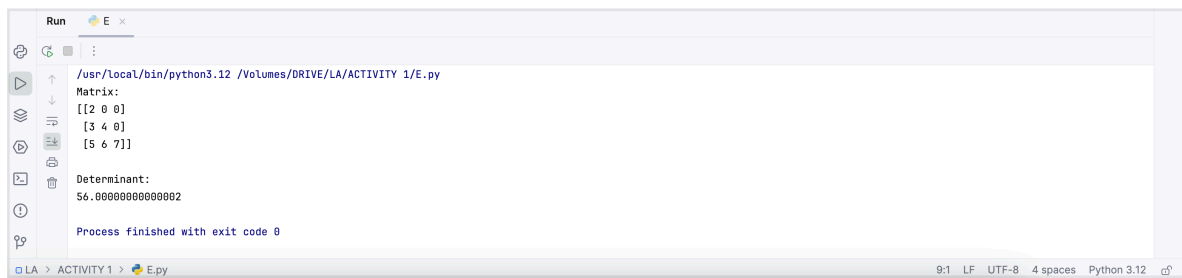 Run E ×
/usr/local/bin/python3.12 /Volumes/DRIVE/LA/ACTIVITY 1/E.py
Matrix:
[[2 0 0]
 [3 4 0]
 [5 6 7]]
Determinant:
56.00000000000002
Process finished with exit code 0
LA > ACTIVITY 1 > E.py 9:1 LF UTF-8 4 spaces Python 3.12